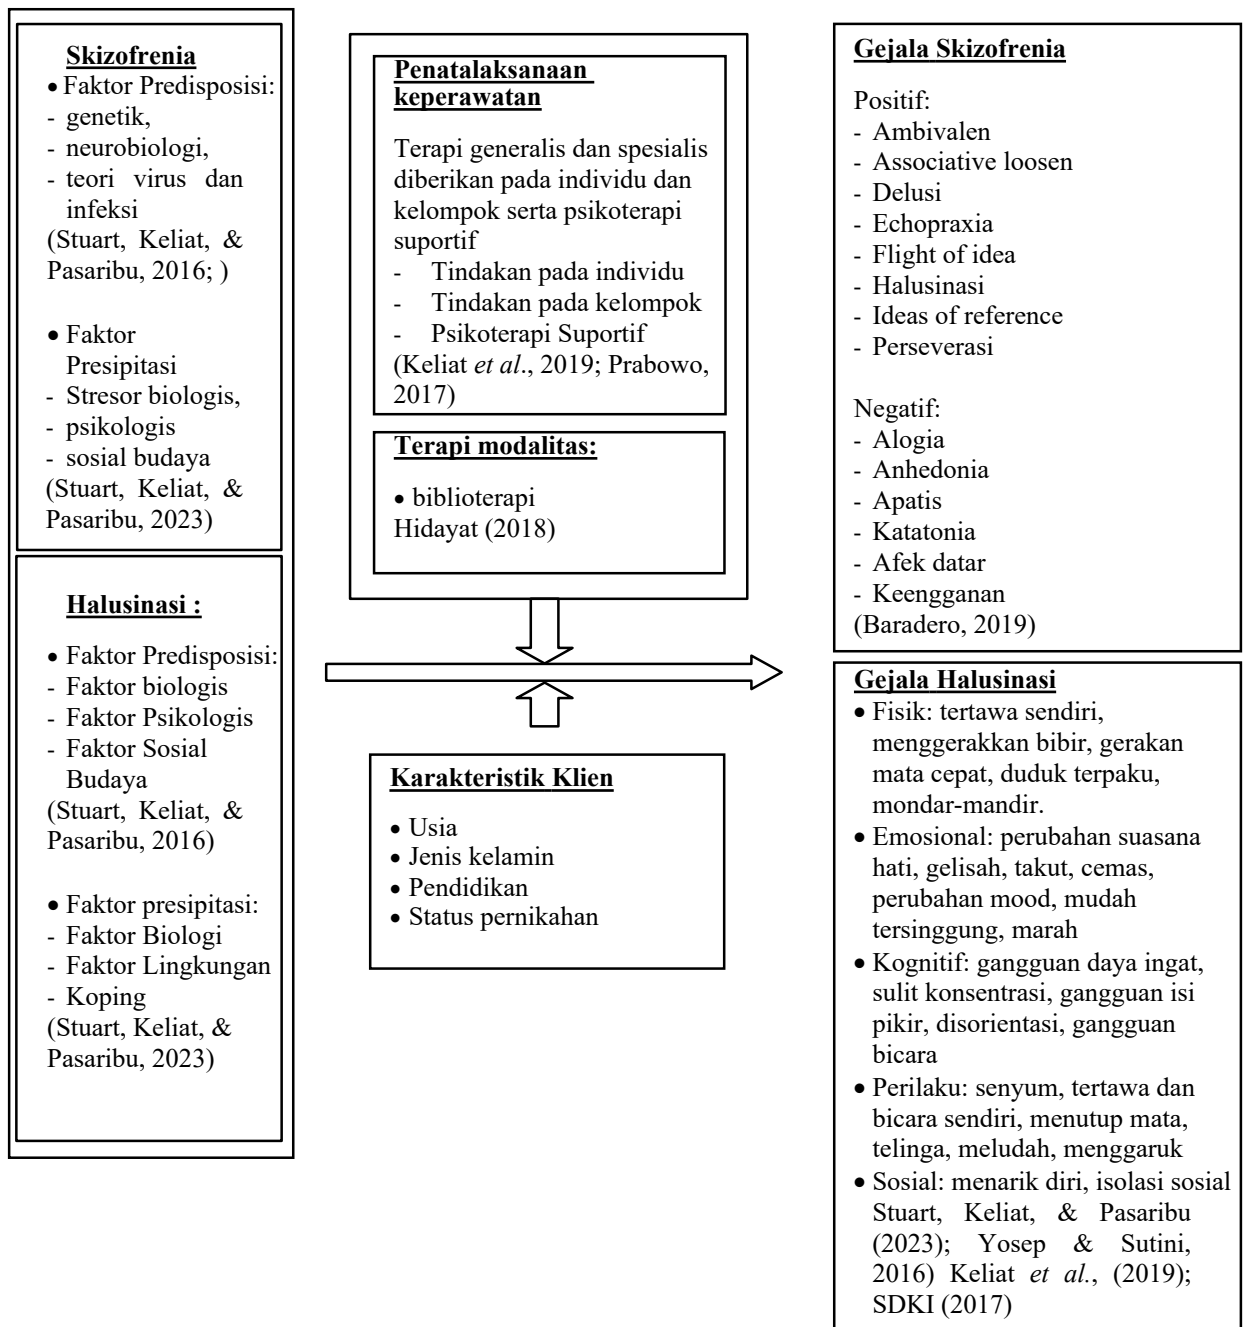 Skizofrenia
• Faktor Predisposisi:
- genetik,
- neurobiologi,
- teori virus dan
infeksi
(Stuart, Keliat, &
Pasaribu, 2016; )
• Faktor
Presipitasi
- Stresor biologis,
- psikologis
- sosial budaya
(Stuart, Keliat, &
Pasaribu, 2023)
Halusinasi :
• Faktor Predisposisi:
- Faktor biologis
- Faktor Psikologis
- Faktor Sosial
Budaya
(Stuart, Keliat, &
Pasaribu, 2016)
• Faktor presipitasi:
- Faktor Biologi
- Faktor Lingkungan
- Koping
(Stuart, Keliat, &
Pasaribu, 2023)
Penatalaksanaan
keperawatan
Terapi generalis dan spesialis
diberikan pada individu dan
kelompok serta psikoterapi
suportif
- Tindakan pada individu
- Tindakan pada kelompok
- Psikoterapi Suportif
(Keliat et al., 2019; Prabowo,
2017)
Terapi modalitas:
• biblioterapi
Hidayat (2018)
Karakteristik Klien
• Usia
• Jenis kelamin
• Pendidikan
• Status pernikahan
Gejala Skizofrenia
Positif:
- Ambivalen
- Associative loosen
- Delusi
- Echopraxia
- Flight of idea
- Halusinasi
- Ideas of reference
- Perseverasi
Negatif:
- Alogia
- Anhedonia
- Apatis
- Katatonia
- Afek datar
- Keengganan
(Baradero, 2019)
Gejala Halusinasi
• Fisik: tertawa sendiri,
menggerakkan bibir, gerakan
mata cepat, duduk terpaku,
mondar-mandir.
• Emosional: perubahan suasana
hati, gelisah, takut, cemas,
perubahan mood, mudah
tersinggung, marah
• Kognitif: gangguan daya ingat,
sulit konsentrasi, gangguan isi
pikir, disorientasi, gangguan
bicara
• Perilaku: senyum, tertawa dan
bicara sendiri, menutup mata,
telinga, meludah, menggaruk
• Sosial: menarik diri, isolasi sosial
Stuart, Keliat, & Pasaribu
(2023); Yosep & Sutini,
2016) Keliat et al., (2019);
SDKI (2017)